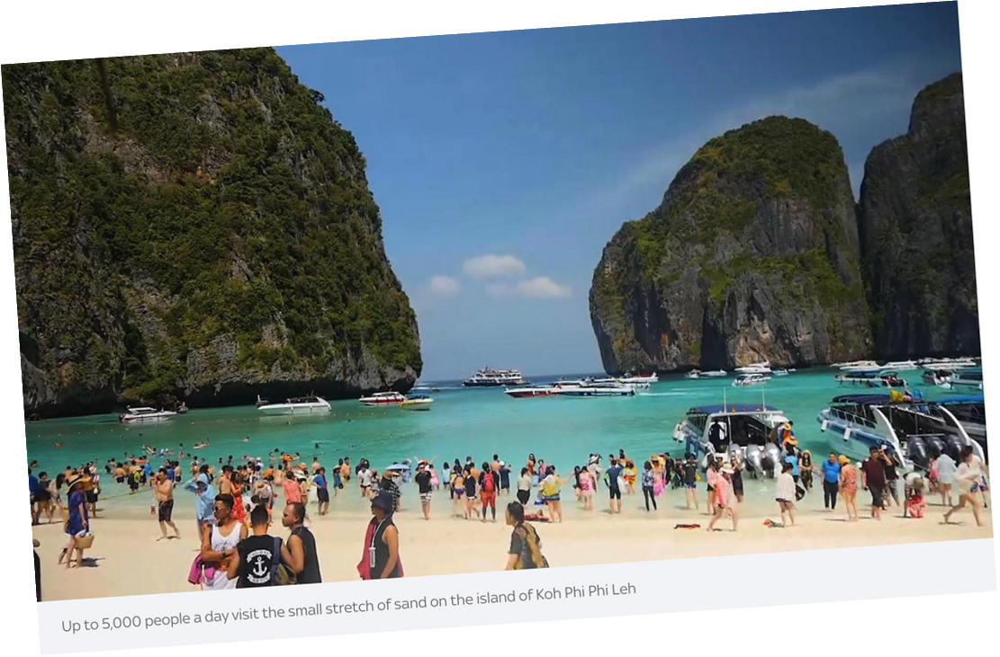 Up to 5,000 people a day visit the small stretch of sand on the island of Koh Phi Phi Leh